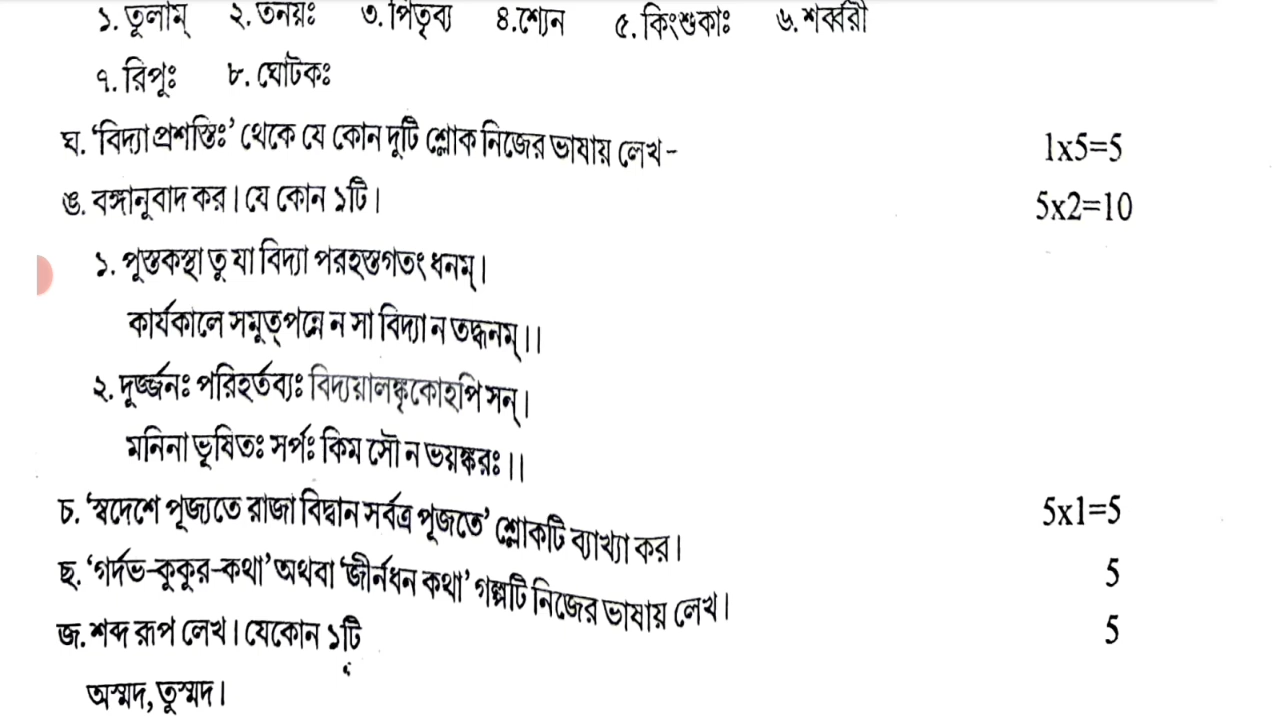 ১. তূলাম্ ২. তনয়ঃ ৩. পিতৃব্য ৪. শ্যেন ৫. কিংশুকাঃ ৬. শর্ব্বরী
৭. রিপূঃ ৮. ঘোটকঃ
ঘ. ‘বিদ্যা প্রশস্তিঃ’ থেকে যে কোন দুটি শ্লোক নিজের ভাষায় লেখ - 1x5=5
ঙ. বঙ্গানুবাদ কর। যে কোন ১টি। 5x2=10
১. পুস্তকস্থা তু যা বিদ্যা পরহস্তগতং ধনম্।
কার্যকালে সমুত্পন্নে ন সা বিদ্যা ন তদ্ধনম্।।
২. দূর্জ্জনঃ পরিহর্তব্যঃ বিদ্যয়ালঙ্কৃকোহপি সন্।
মনিনা ভূষিতঃ সর্পঃ কিম সৌ ন ভয়ঙ্করঃ।।
চ. ‘স্বদেশে পূজ্যতে রাজা বিদ্বান সর্বত্র পূজতে’ শ্লোকটি ব্যাখ্যা কর। 5x1=5
ছ. ‘গর্দভ-কুকূর-কথা’ অথবা ‘জীর্নধন কথা’ গল্পটি নিজের ভাষায় লেখ। 5
জ. শব্দ রূপ লেখ। যেকোন ১টি 5
অস্মদ, তুস্মদ।